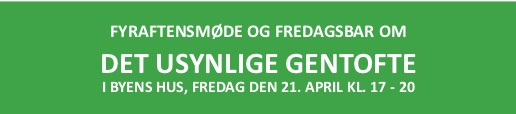 FYRAFTENSMØDE OG FREDAGSBAR OM
DET USYNLIGE GENTOFTE
I BYENS HUS, FREDAG DEN 21. APRIL KL. 17 - 20